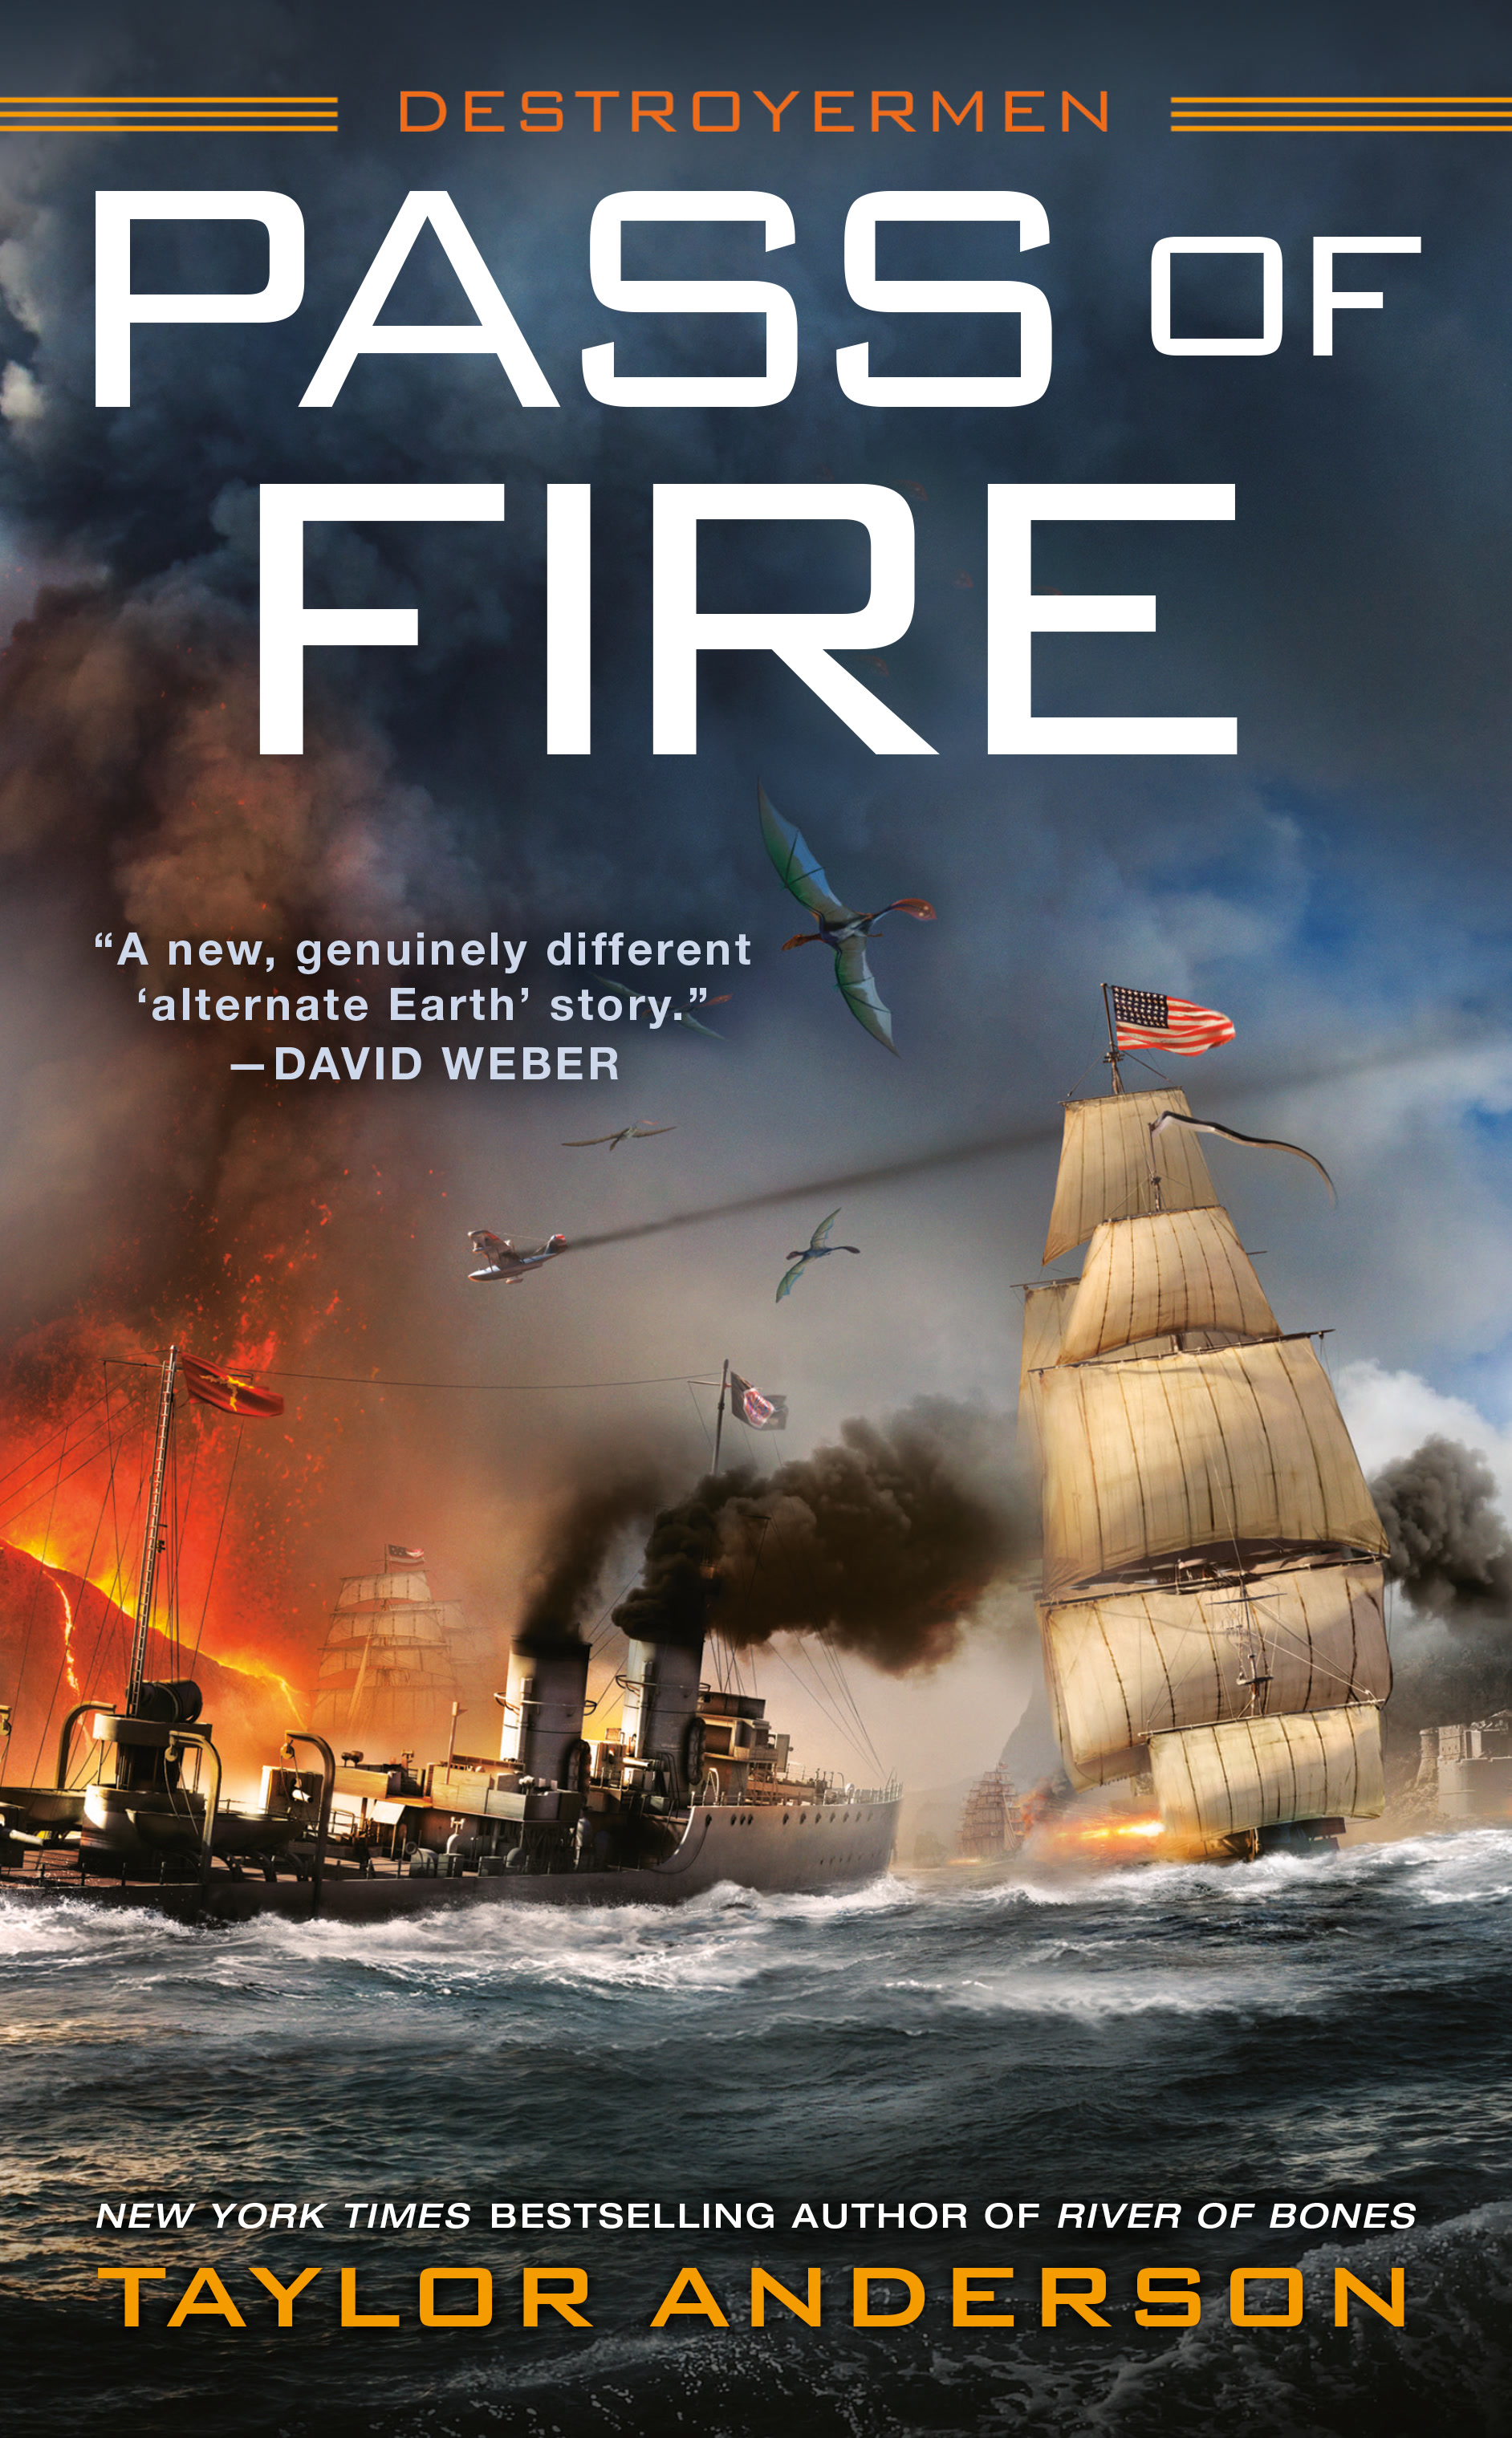 DESTROYERMEN
PASS OF
FIRE
“A new, genuinely different
‘alternate Earth’ story.”
—DAVID WEBER
NEW YORK TIMES BESTSELLING AUTHOR OF RIVER OF BONES
TAYLOR ANDERSON